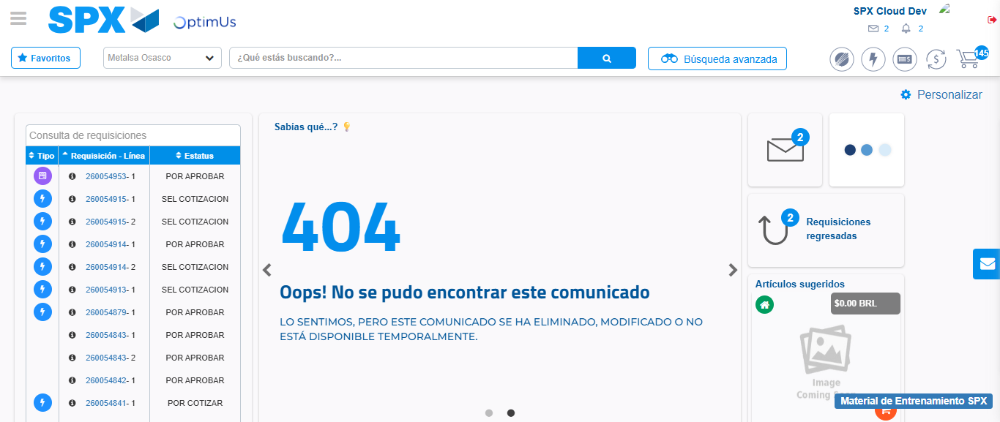 SPX
OptimUs
SPX Cloud Dev
2
2
Favoritos
Metalsa Osasco
¿Qué estás buscando?...
Búsqueda avanzada
145
Personalizar
Consulta de requisiciones
Tipo Requisición - Línea Estatus
260054953- 1 POR APROBAR
260054915- 1 SEL COTIZACION
260054915- 2 SEL COTIZACION
260054914- 1 POR APROBAR
260054914- 2 SEL COTIZACION
260054913- 1 SEL COTIZACION
260054879- 1 POR APROBAR
260054843- 1 POR APROBAR
260054843- 2 POR APROBAR
260054842- 1 POR APROBAR
260054841- 1 POR COTIZAR
Sabías qué...?
404
Oops! No se pudo encontrar este comunicado
LO SENTIMOS, PERO ESTE COMUNICADO SE HA ELIMINADO, MODIFICADO O NO
ESTÁ DISPONIBLE TEMPORALMENTE.
2
2
Requisiciones
regresadas
Artículos sugeridos
$0.00 BRL
Image
Coming
Material de Entrenamiento SPX